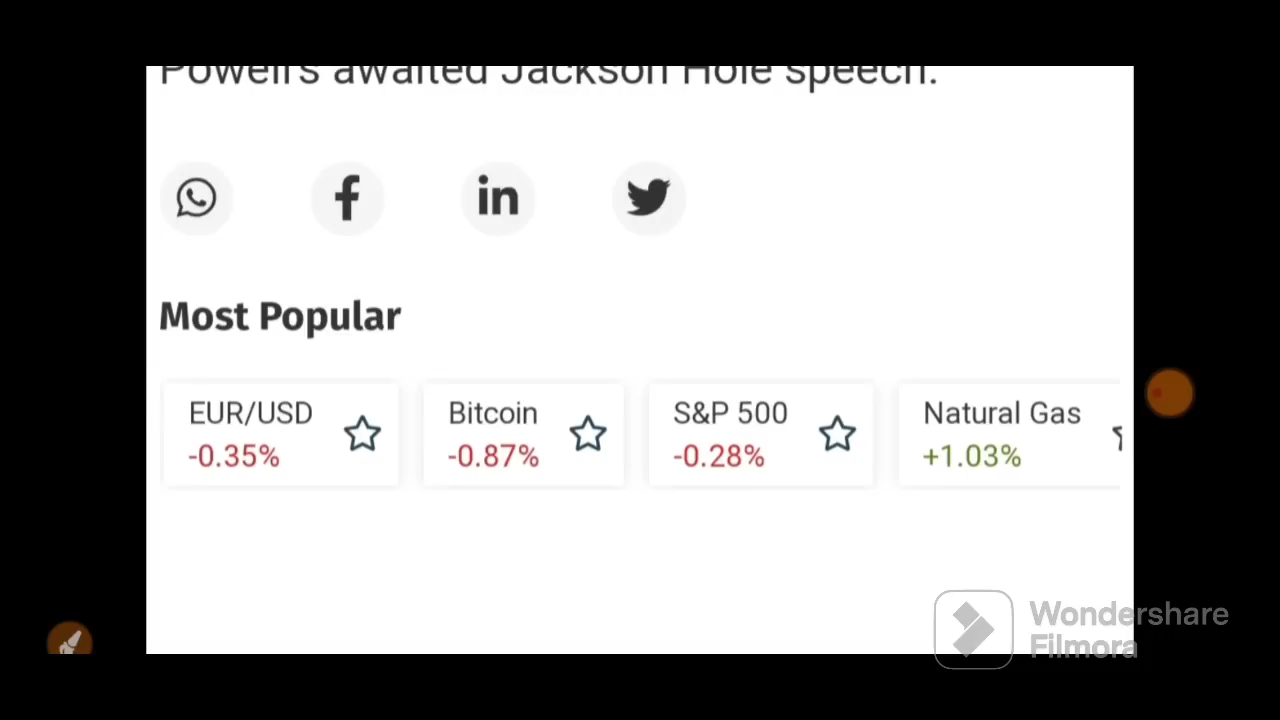 Powell's awaited Jackson Hole speech.
in
Most Popular
EUR/USD
-0.35%
Bitcoin
-0.87%
S&P 500
-0.28%
Natural Gas
+1.03%
Wondershare
Filmora